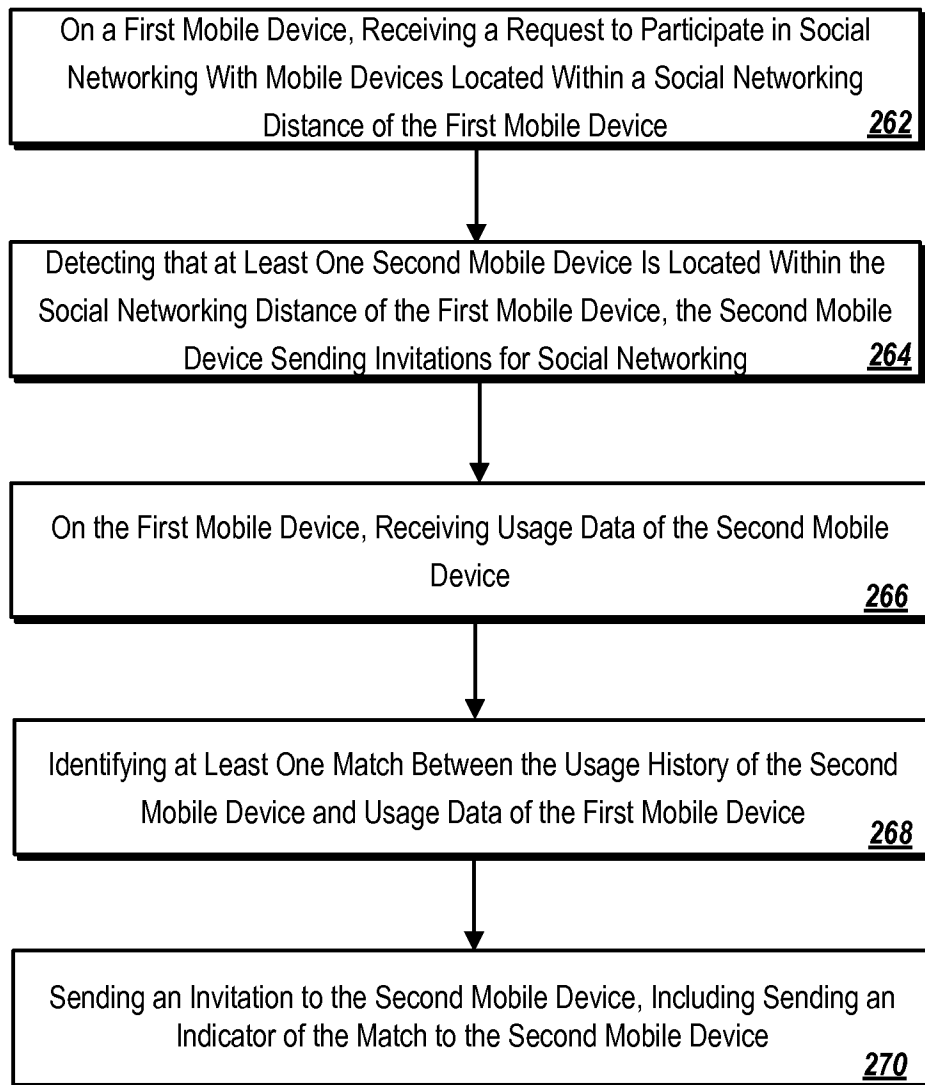 On a First Mobile Device, Receiving a Request to Participate in Social
Networking With Mobile Devices Located Within a Social Networking
Distance of the First Mobile Device
262
Detecting that at Least One Second Mobile Device Is Located Within the
Social Networking Distance of the First Mobile Device, the Second Mobile
Device Sending Invitations for Social Networking
264
On the First Mobile Device, Receiving Usage Data of the Second Mobile
Device
266
Identifying at Least One Match Between the Usage History of the Second
Mobile Device and Usage Data of the First Mobile Device
268
Sending an Invitation to the Second Mobile Device, Including Sending an
Indicator of the Match to the Second Mobile Device
270